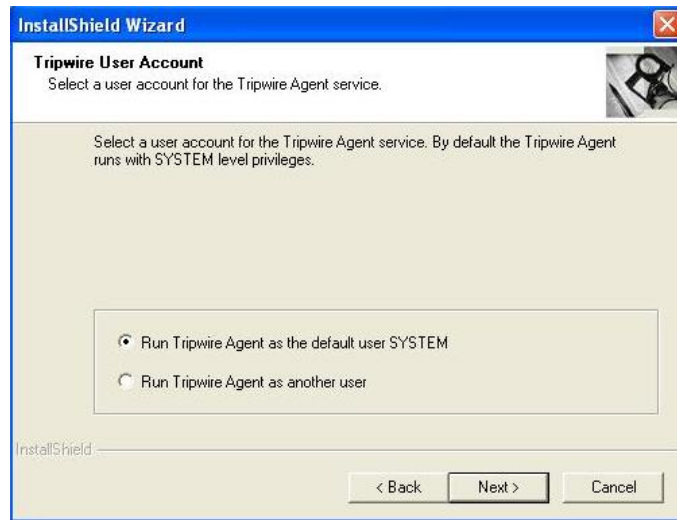 InstallShield Wizard
Tripwire User Account
Select a user account for the Tripwire Agent service.
Select a user account for the Tripwire Agent service. By default the Tripwire Agent
runs with SYSTEM level privileges.
Run Tripwire Agent as the default user SYSTEM
Run Tripwire Agent as another user
InstallShield
< Back Next > Cancel